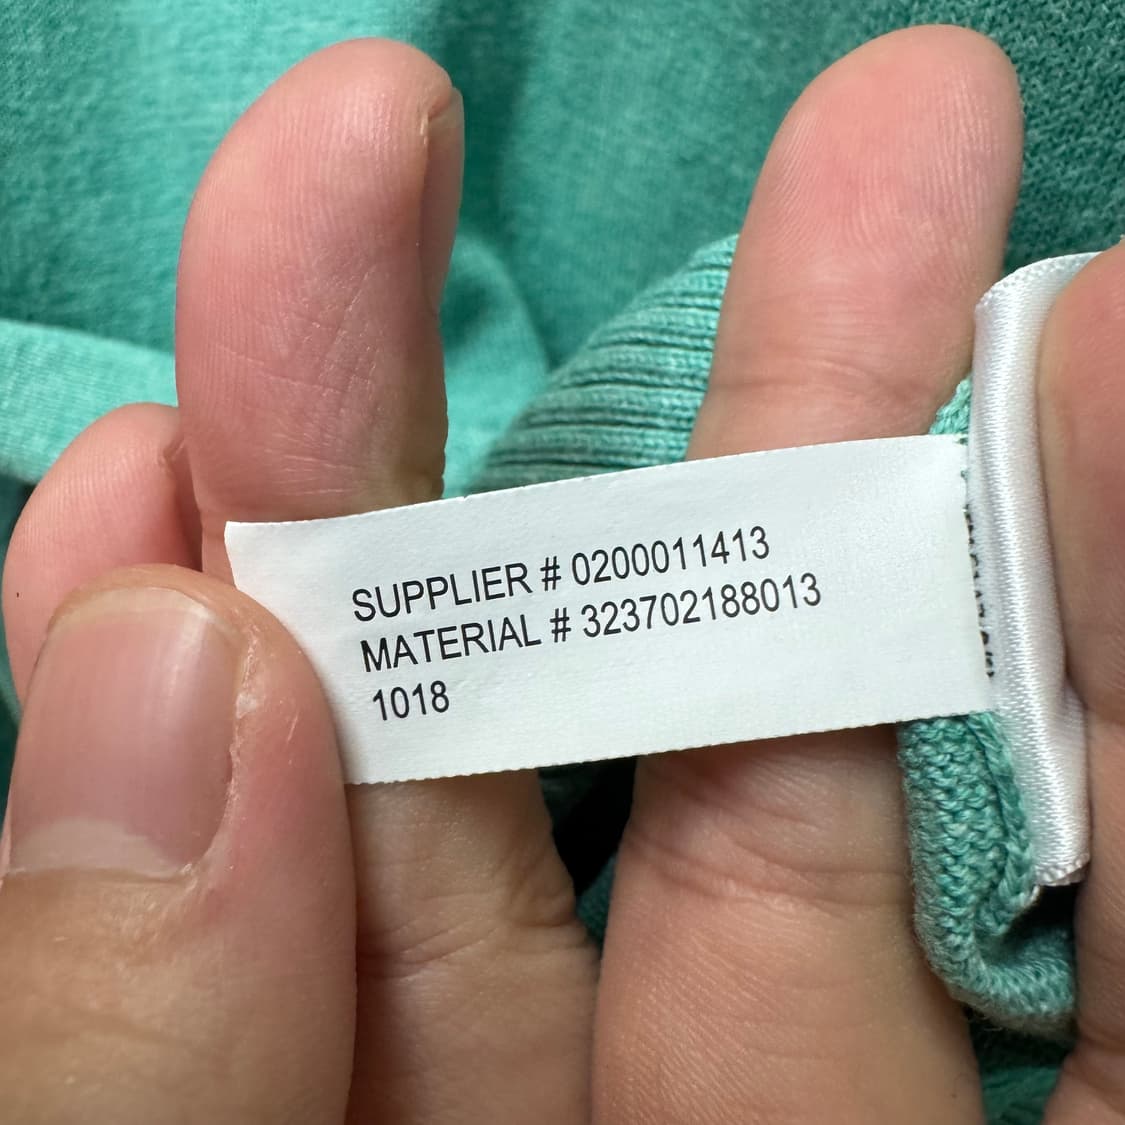 SUPPLIER # 0200011413
MATERIAL # 323702188013
1018